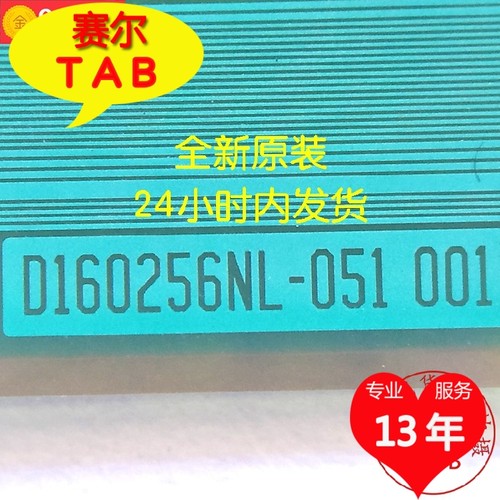 金
赛尔
TAB
全新原装
24小时内发货
D160256NL-051 001
专业 服务
13年